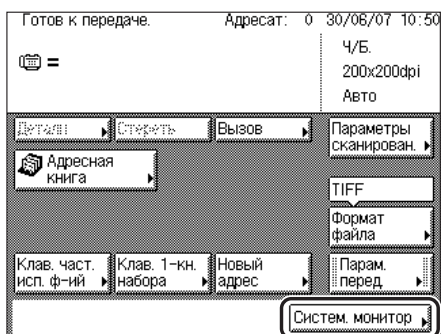 Готов к передаче. Адресат: 0 30/06/07 10:50
=
Ч/Б.
200x200dpi
Авто
Детали Стереть Вызов Параметры
сканирован.
Адресная
книга
TIFF
Формат
файла
Клав. част. Клав. 1-кн. Новый Парам.
исп. ф-ий набора адрес перед.
Систем. монитор